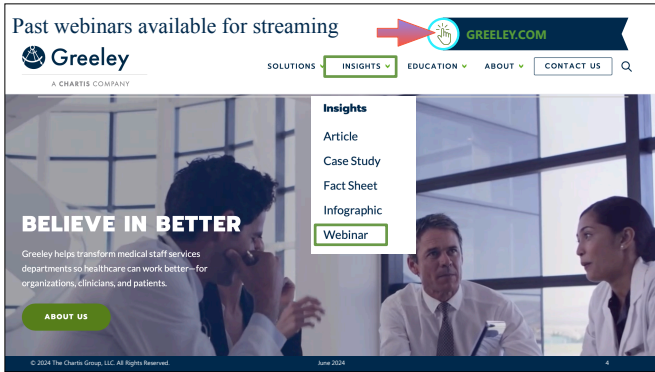 Past webinars available for streaming
GREELEY.COM
Greeley
A CHARTIS COMPANY
SOLUTIONS INSIGHTS EDUCATION ABOUT CONTACT US
Insights
Article
Case Study
Fact Sheet
Infographic
Webinar
BELIEVE IN BETTER
Greeley helps transform medical staff services
departments so healthcare can work better—for
organizations, clinicians, and patients.
ABOUT US
© 2024 The Chartis Group, LLC. All Rights Reserved. June 2024 4